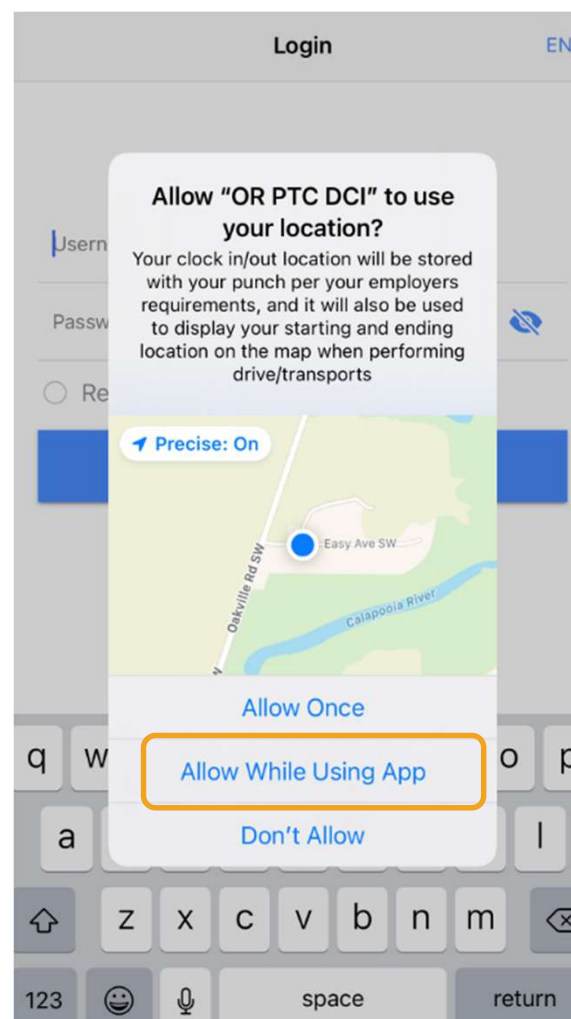 Login
EN
Allow “OR PTC DCI” to use
your location?
Your clock in/out location will be stored
with your punch per your employers
requirements, and it will also be used
to display your starting and ending
location on the map when performing
drive/transports
Usern
Passw
Re
Precise: On
Easy Ave SW
Oakville Rd SW
Calapooia River
W
Allow Once
Allow While Using App
Don’t Allow
q w o p
a l
z x c v b n m
123 space return